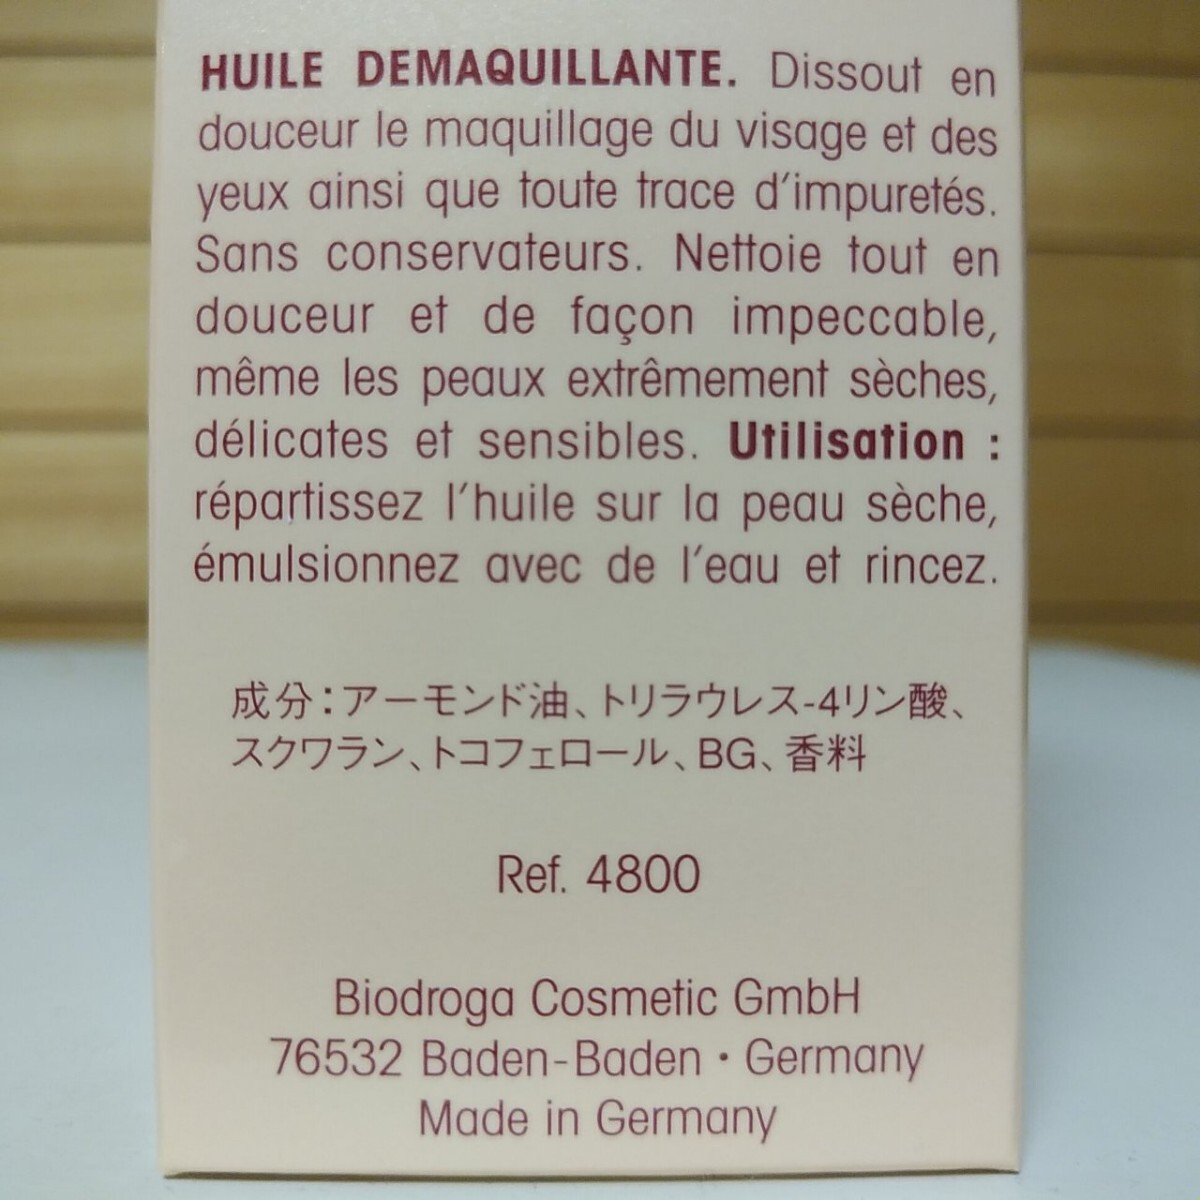 HUILE DEMAQUILLANTE. Dissout en
douceur le maquillage du visage et des
yeux ainsi que toute trace d'impuretés.
Sans conservateurs. Nettoie tout en
douceur et de façon impeccable,
même les peaux extrêmement sèches,
délicates et sensibles. Utilisation :
répartissez l'huile sur la peau sèche,
émulsionnez avec de l'eau et rincez.
成分：アーモンド油、トリラウレス-4リン酸、
スクワラン、トコフェロール、BG、香料
Ref. 4800
Biodroga Cosmetic GmbH
76532 Baden-Baden · Germany
Made in Germany